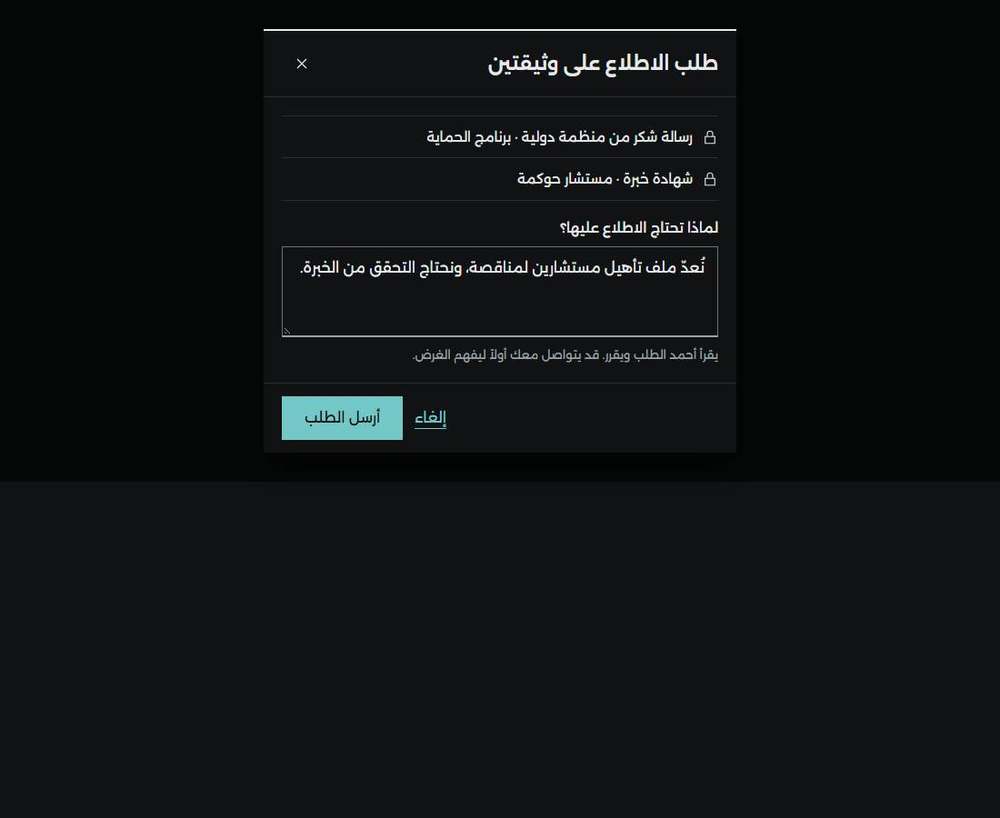 طلب الاطلاع على وثيقتين
رسالة شكر من منظمة دولية · برنامج الحماية
شهادة خبرة · مستشار حوكمة
لماذا تحتاج الاطلاع عليها؟
نُعدّ ملف تأهيل مستشارين لمناقصة، ونحتاج التحقق من الخبرة.
يقرأ أحمد الطلب ويقرر. قد يتواصل معك أولًا ليفهم الغرض.
إلغاء
أرسل الطلب